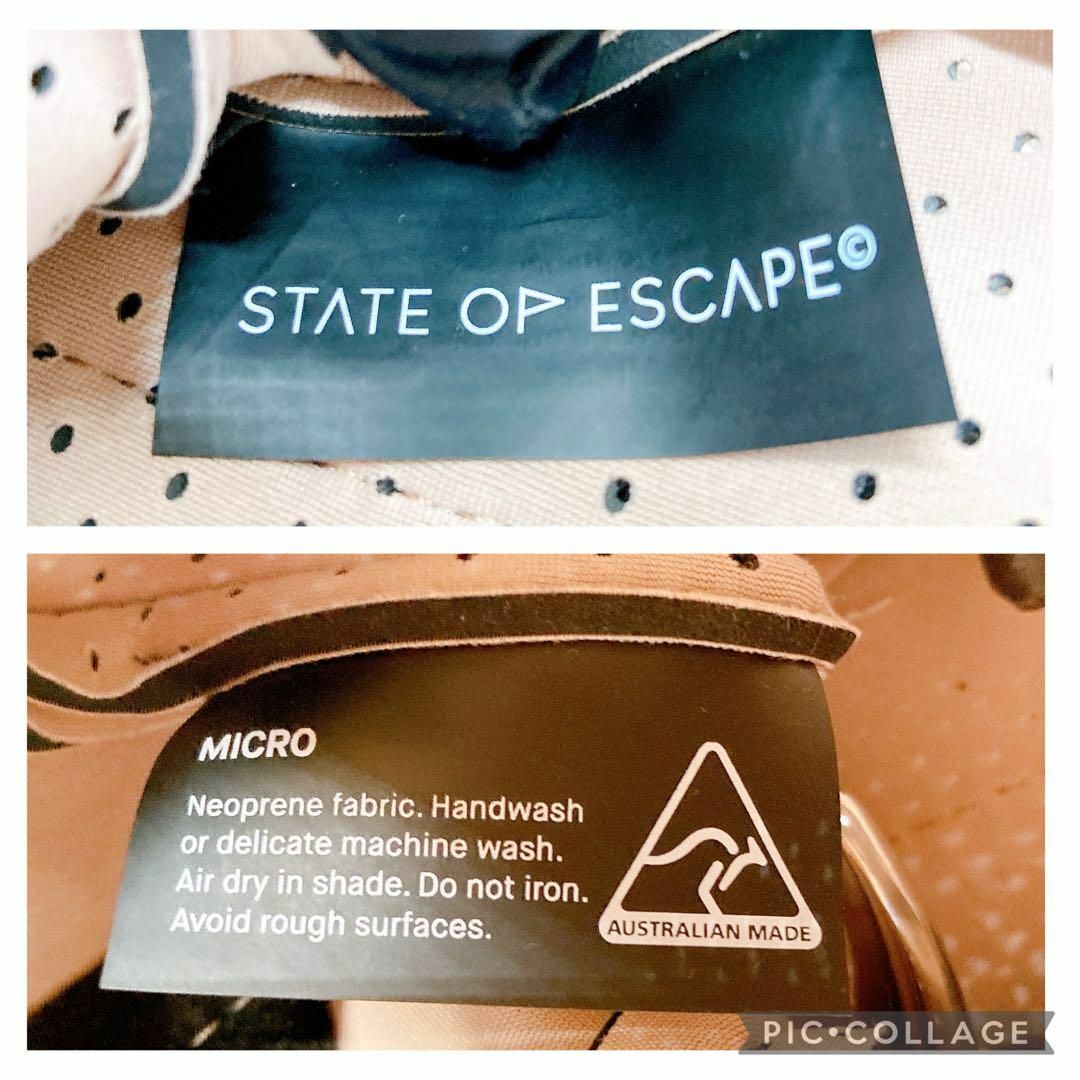 STATE OF ESCAPE©
MICRO
Neoprene fabric. Handwash
or delicate machine wash.
Air dry in shade. Do not iron.
Avoid rough surfaces.
AUSTRALIAN MADE
PIC•COLLAGE